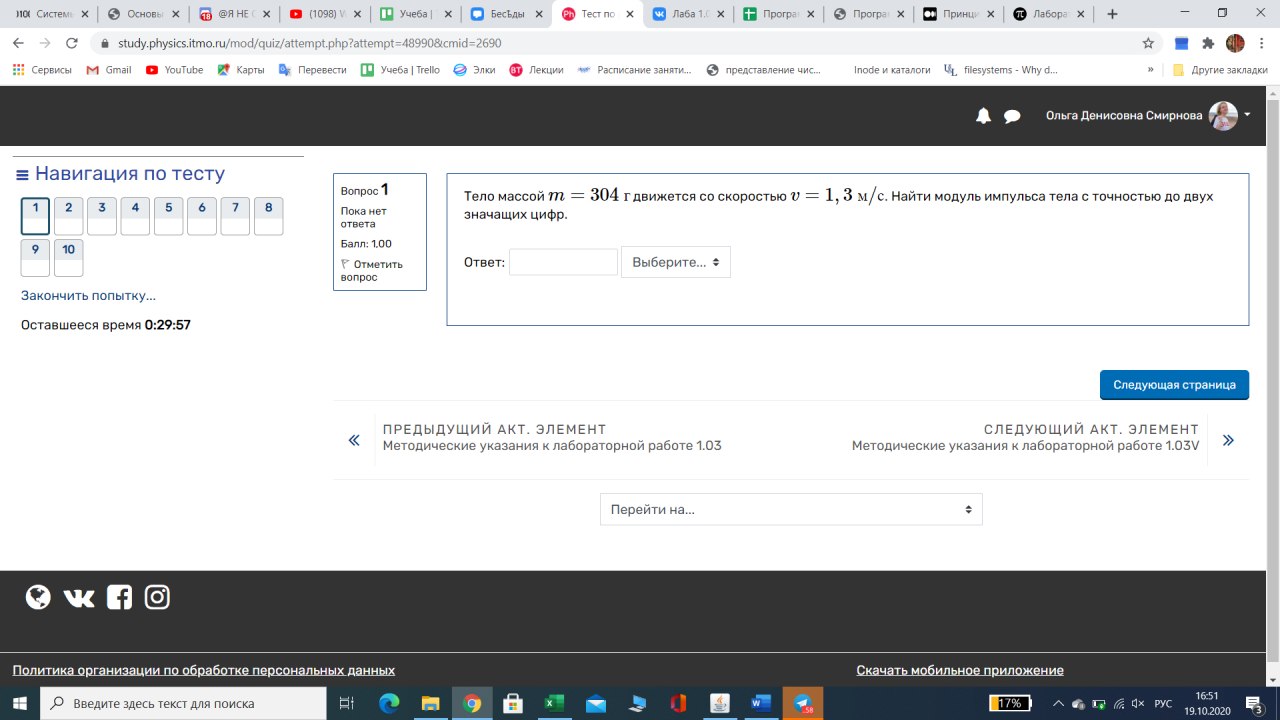 Основы
@И НЕ С
(1098) W
Учеба | T
БесЪды
Тест по
Лаба 1.0
Програм
Програм
Принци
Лабора
study.physics.itmo.ru/mod/quiz/attempt.php?attempt=48990&cmid=2690
Сервисы Gmail YouTube Карты Перевести Учеба | Trello Элки Лекции Расписание заняти... представление чис... Inode и каталоги filesystems - Why d... » Другие закладки
Ольга Денисовна Смирнова
Навигация по тесту
1 2 3 4 5 6 7 8
9 10
Закончить попытку...
Оставшееся время 0:29:57
Вопрос 1
Пока нет
ответа
Балл: 1,00
Отметить
вопрос
Тело массой m = 304 г движется со скоростью v = 1, 3 м/с. Найти модуль импульса тела с точностью до двух
значащих цифр.
Ответ: Выберите...
Следующая страница
ПРЕДЫДУЩИЙ АКТ. ЭЛЕМЕНТ
Методические указания к лабораторной работе 1.03
СЛЕДУЮЩИЙ АКТ. ЭЛЕМЕНТ
Методические указания к лабораторной работе 1.03V
Перейти на...
Политика организации по обработке персональных данных
Скачать мобильное приложение
Введите здесь текст для поиска
17%
РУС
16:51
19.10.2020